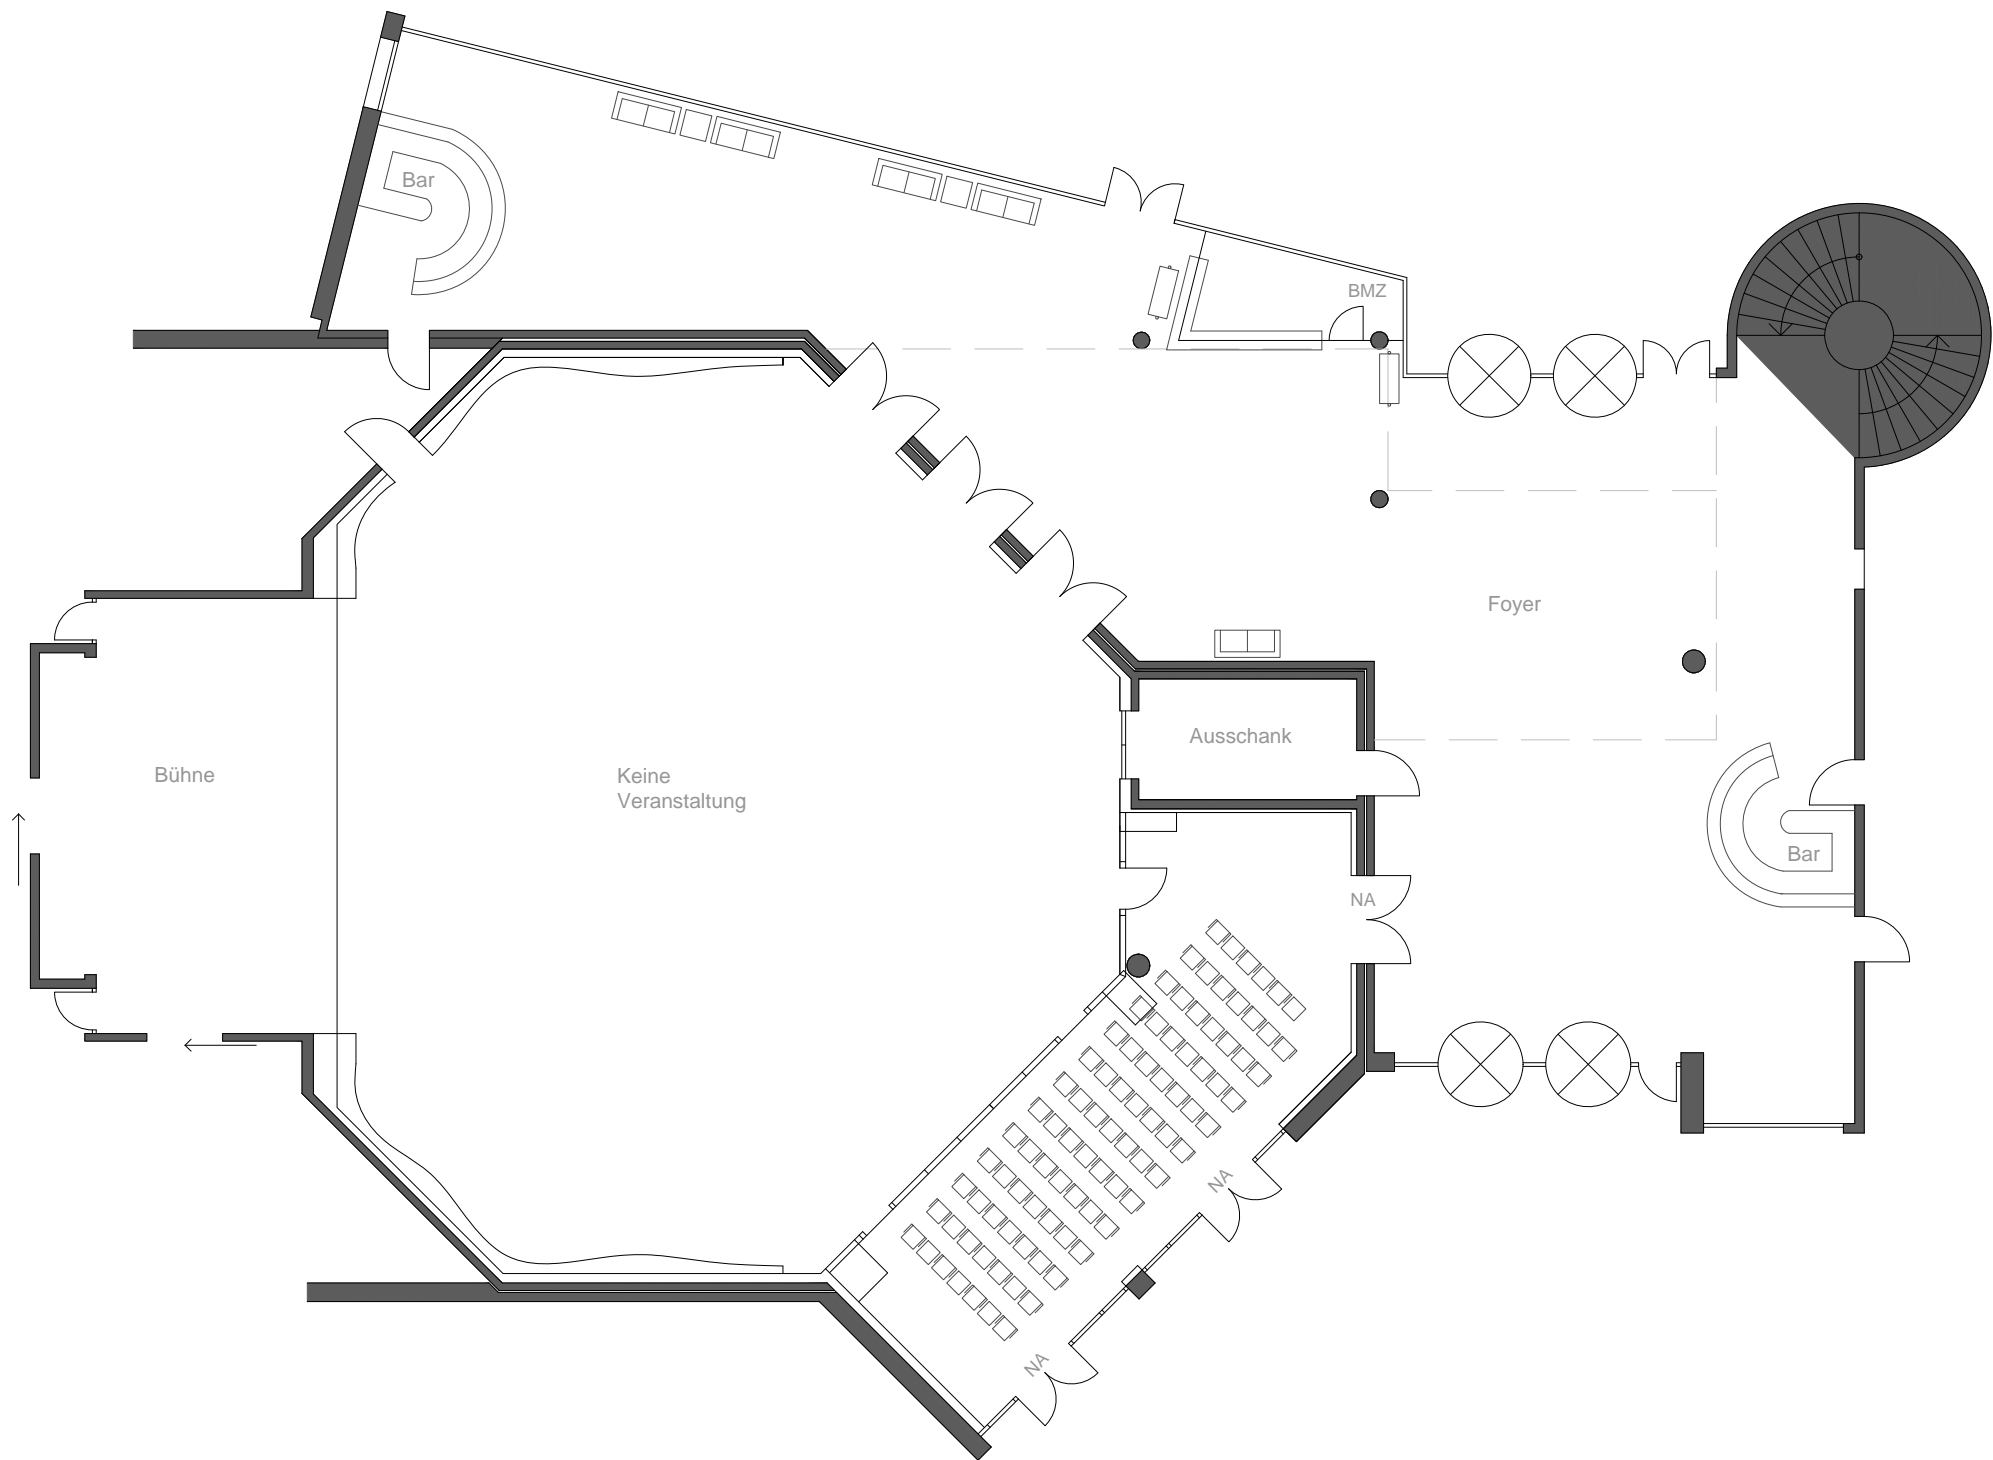 Bar
BMZ
Foyer
Ausschank
Bühne
Keine
Veranstaltung
Bar
NA
NA
NA